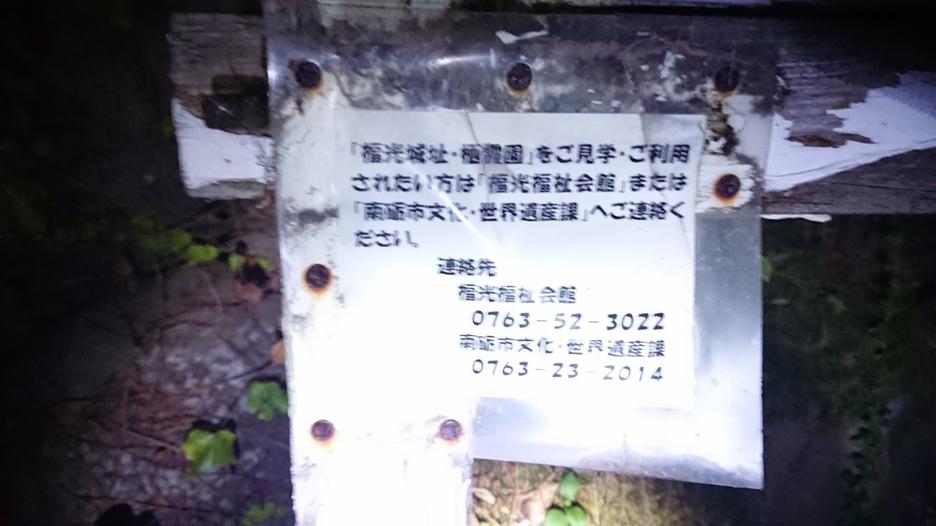 「福光城址・栖霞園」をご見学・ご利用
されたい方は「福光福祉会館」または
「南砺市文化・世界遺産課」へご連絡く
ださい。
連絡先
福光福祉会館
0763-52-3022
南砺市文化・世界遺産課
0763-23-2014